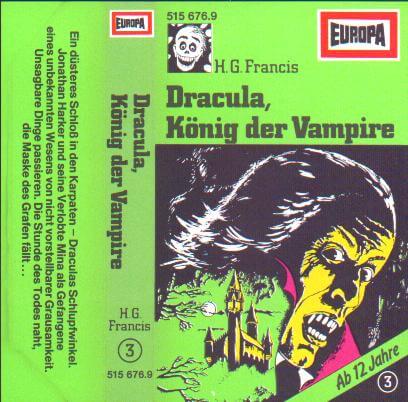 Ein düsteres Schloß in den Karpaten – Draculas Schlupfwinkel.
Jonathan Harker und seine Verlobte Mina als Gefangene
eines unbekannten Wesens von nicht vorstellbarer Grausamkeit.
Unsagbare Dinge passieren. Die Stunde des Todes naht,
die Maske des Grafen fällt...
EUROPA
Dracula,
König der Vampire
H. G.
Francis
3
515 676.9
515 676.9
H. G. Francis
EUROPA
Dracula,
König der Vampire
Ab 12 Jahre
3